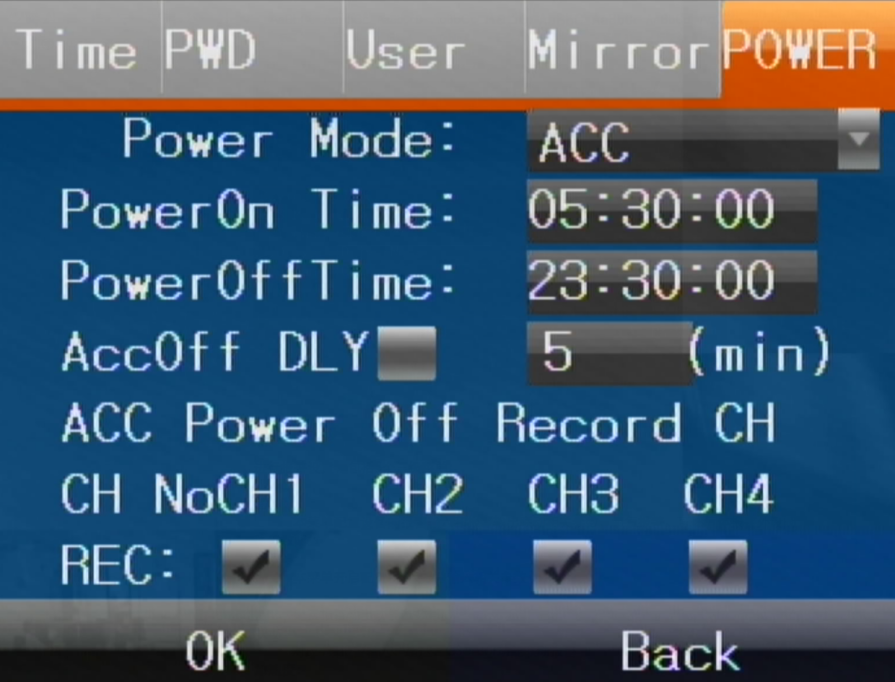 Time PWD User Mirror POWER
Power Mode: ACC
PowerOn Time: 05:30:00
PowerOffTime: 23:30:00
AccOff DLY 5 (min)
ACC Power Off Record CH
CH NoCH1 CH2 CH3 CH4
REC:
OK Back